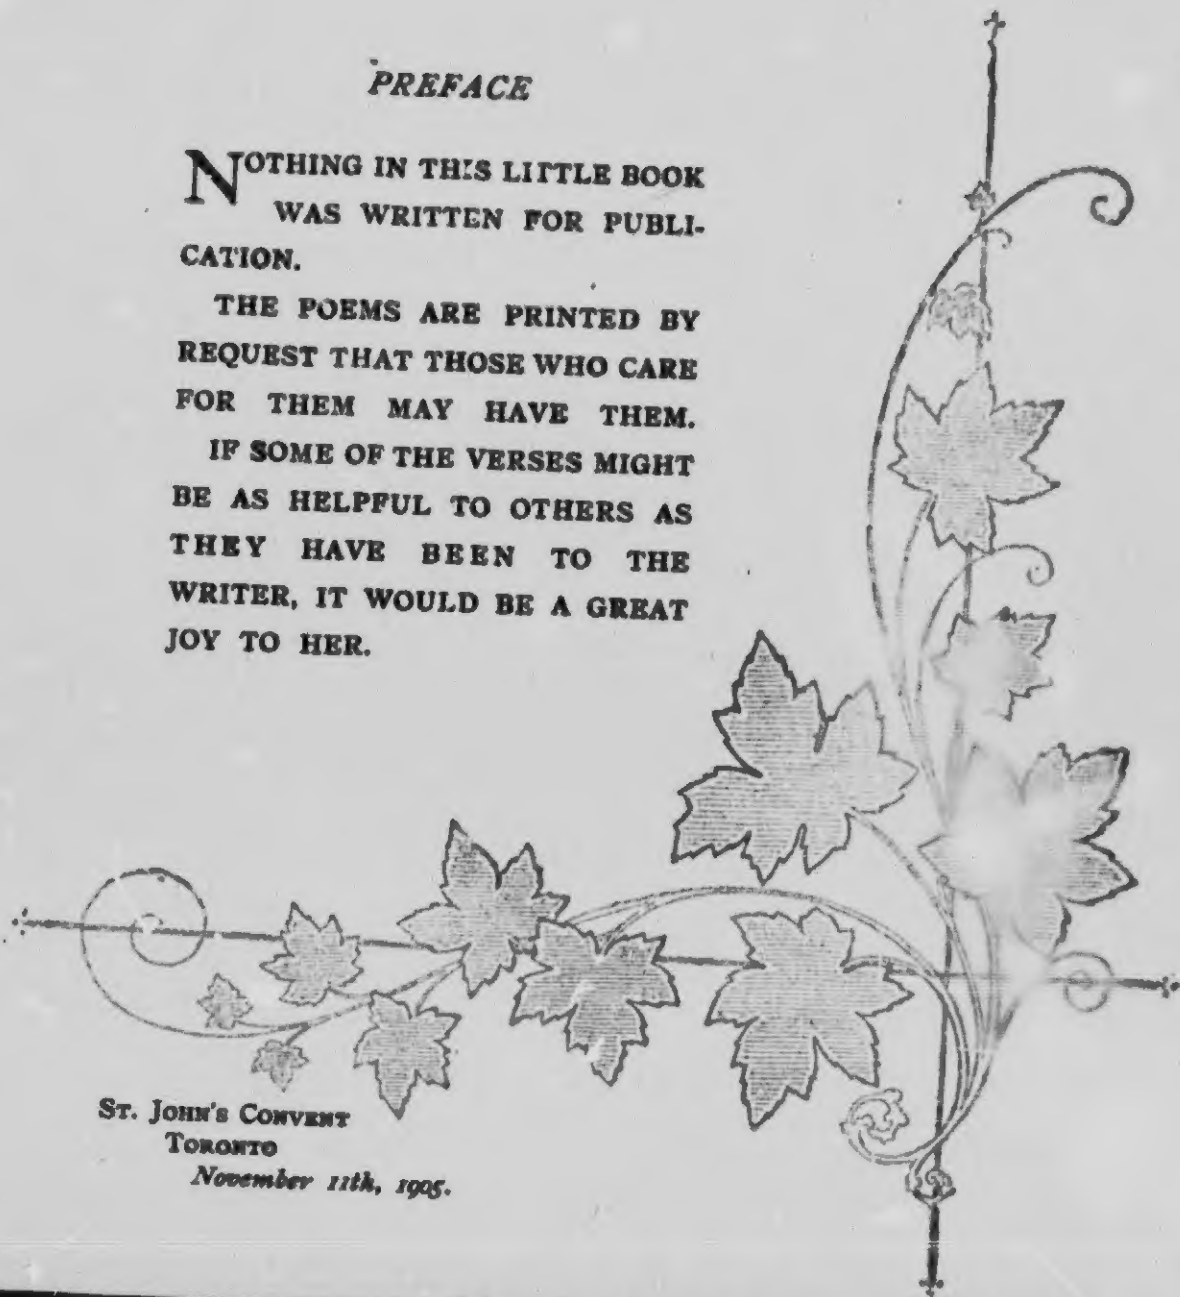 PREFACE
NOTHING IN THIS LITTLE BOOK
WAS WRITTEN FOR PUBLI-
CATION.
THE POEMS ARE PRINTED BY
REQUEST THAT THOSE WHO CARE
FOR THEM MAY HAVE THEM.
IF SOME OF THE VERSES MIGHT
BE AS HELPFUL TO OTHERS AS
THEY HAVE BEEN TO THE
WRITER, IT WOULD BE A GREAT
JOY TO HER.
ST. JOHN'S CONVENT
TORONTO
November 11th, 1905.